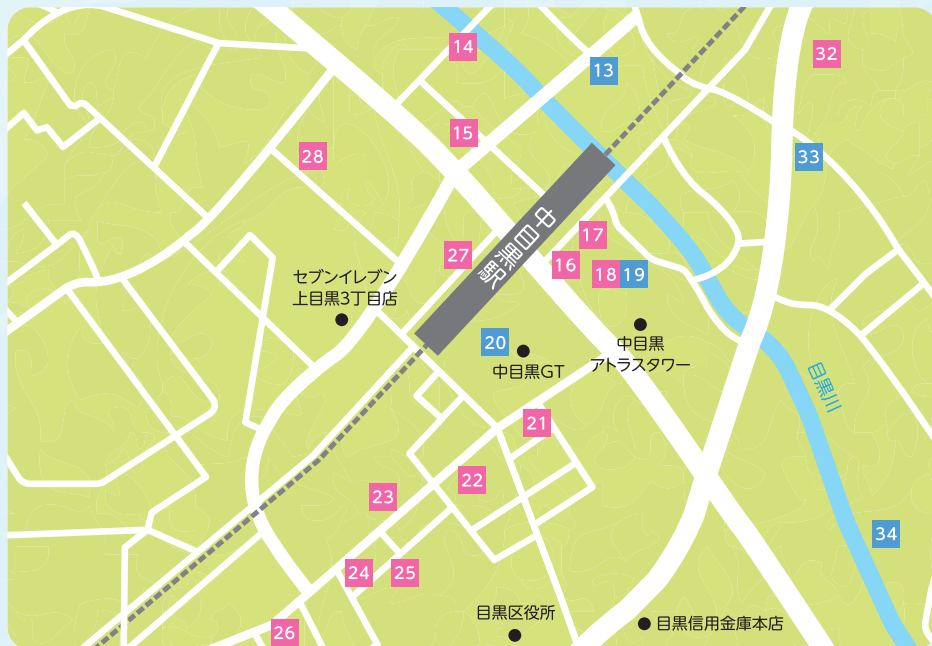 14
13
32
15
28
33
中目黒駅
17
27
16
18
19
セブンイレブン
上目黒3丁目店
20
中目黒GT
中目黒
アトラスタワー
目黒川
21
22
23
34
24
25
目黒区役所
目黒信用金庫本店
26